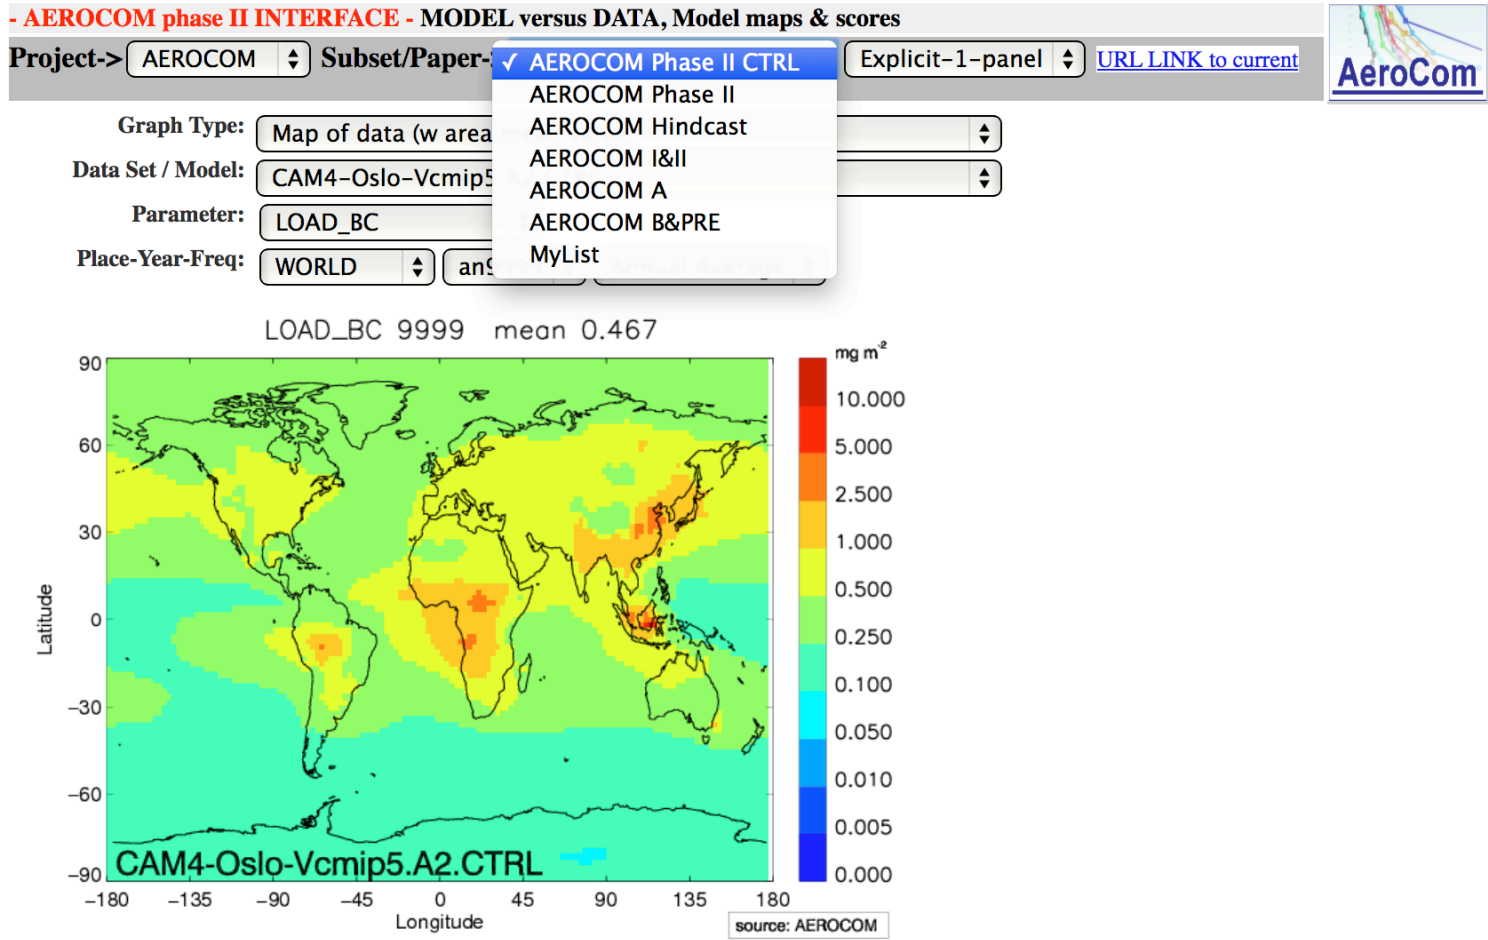 - AEROCOM phase II INTERFACE - MODEL versus DATA, Model maps & scores
Project-> AEROCOM Subset/Paper- Explicit-1-panel URL LINK to current
✓ AEROCOM Phase II CTRL
AEROCOM Phase II
AEROCOM Hindcast
AEROCOM I&II
AEROCOM A
AEROCOM B&PRE
MyList
AeroCom
Graph Type: Map of data (w area
Data Set / Model: CAM4-Oslo-Vcmip5
Parameter: LOAD_BC
Place-Year-Freq: WORLD an9999 Annual Average
LOAD_BC 9999 mean 0.467
mg m-2
10.000
5.000
2.500
1.000
0.500
0.250
0.100
0.050
0.010
0.005
0.000
Latitude
90
60
30
0
-30
-60
-90
CAM4-Oslo-Vcmip5.A2.CTRL
-180 -135 -90 -45 0 45 90 135 180
Longitude
source: AEROCOM